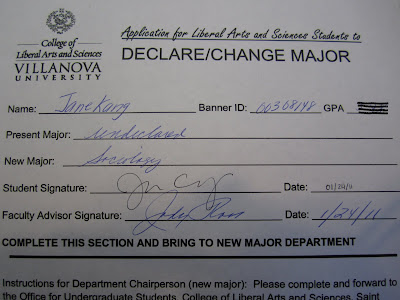 College of
Liberal Arts and Sciences
VILLANOVA
UNIVERSITY
Application for Liberal Arts and Sciences Students to
DECLARE/CHANGE MAJOR
Name: Jane Kang Banner ID: 00308148 GPA
Present Major: Undeclared
New Major: Sociology
Student Signature: Date: 01/24/11
Faculty Advisor Signature: Date: 1/24/11
COMPLETE THIS SECTION AND BRING TO NEW MAJOR DEPARTMENT
Instructions for Department Chairperson (new major): Please complete and forward to
the Office for Undergraduate Students, College of Liberal Arts and Sciences, Saint